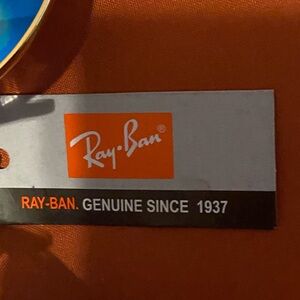 Ray·Ban®
RAY-BAN. GENUINE SINCE 1937